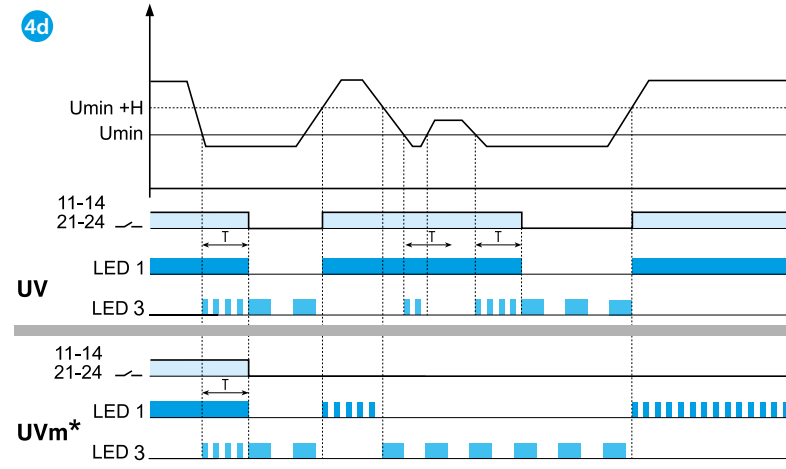 4d
Umin +H
Umin
11-14
21-24
T T T
LED 1
UV
LED 3
11-14
21-24
T
LED 1
UVm*
LED 3